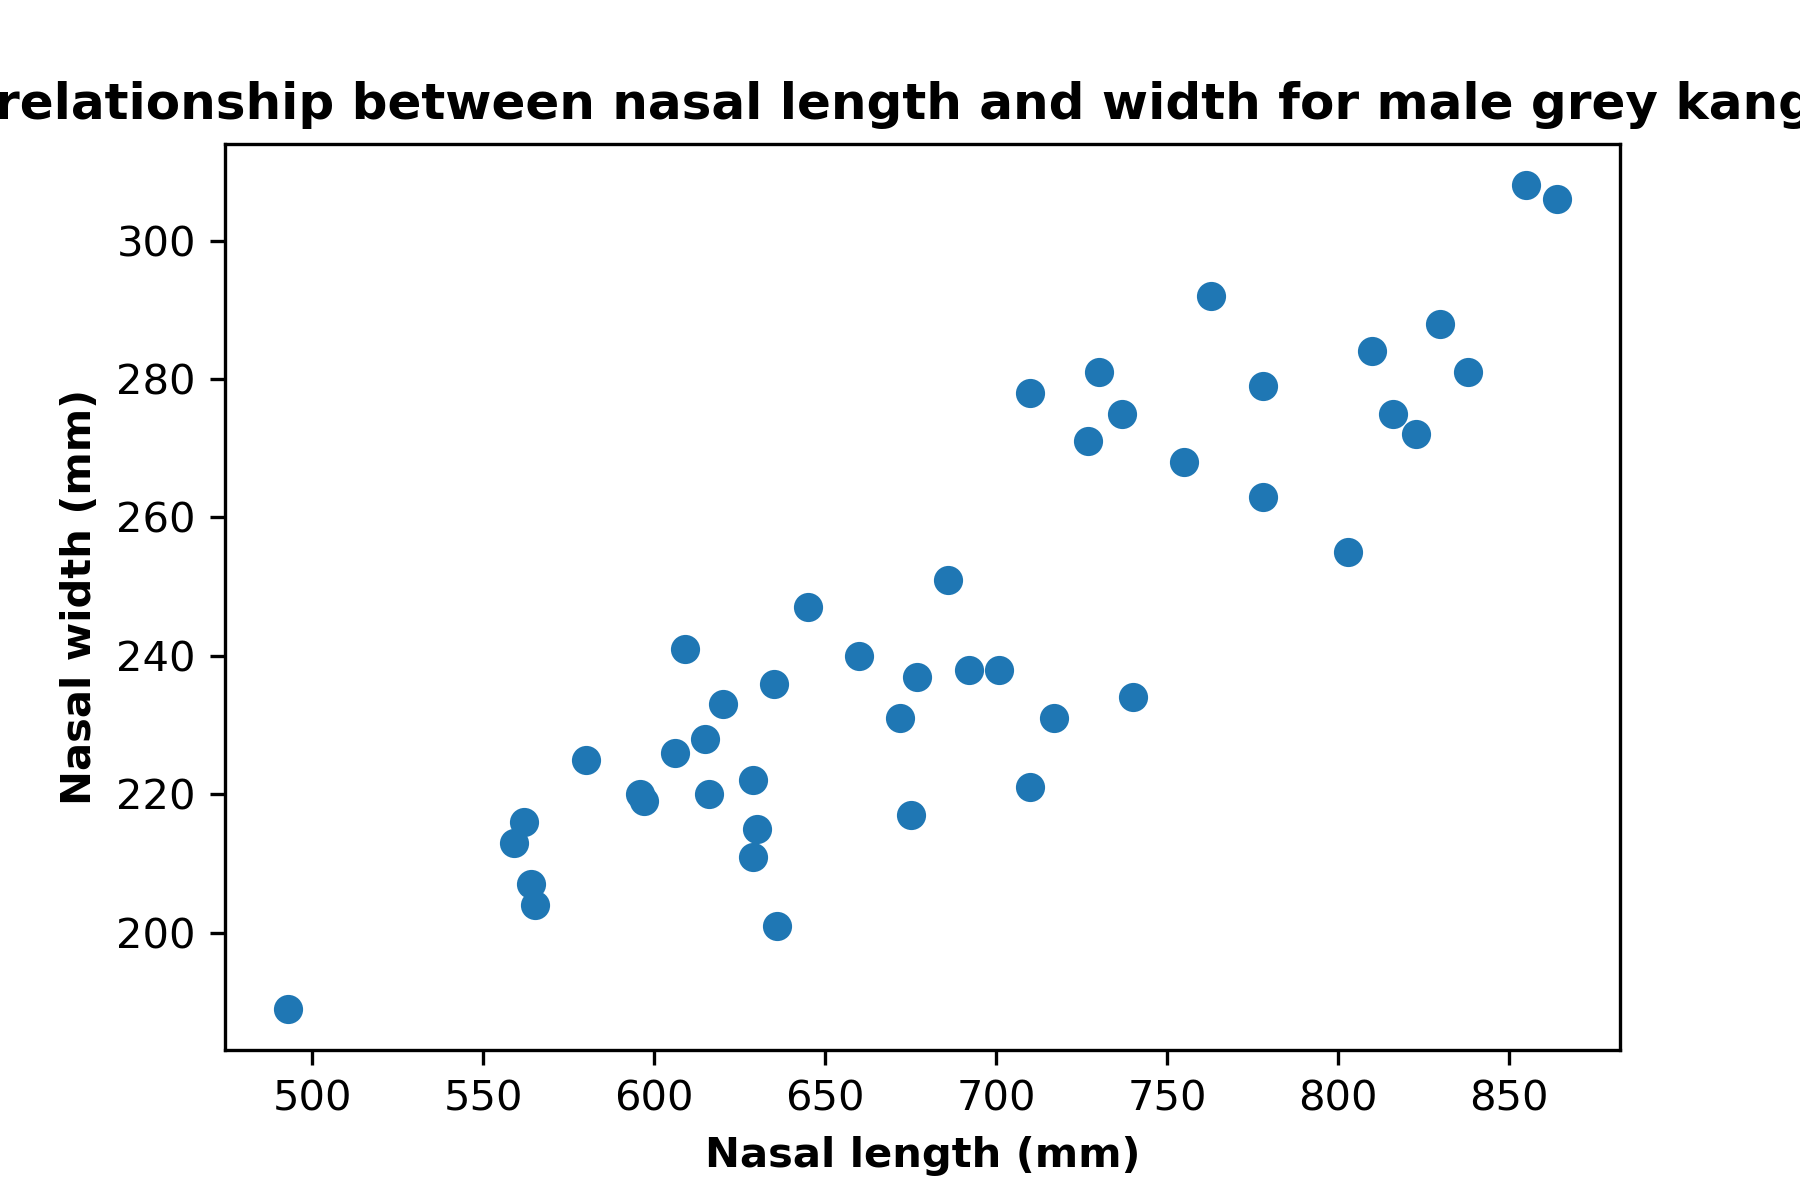 relationship between nasal length and width for male grey kang
300
280
260
240
220
200
Nasal width (mm)
500 550 600 650 700 750 800 850
Nasal length (mm)